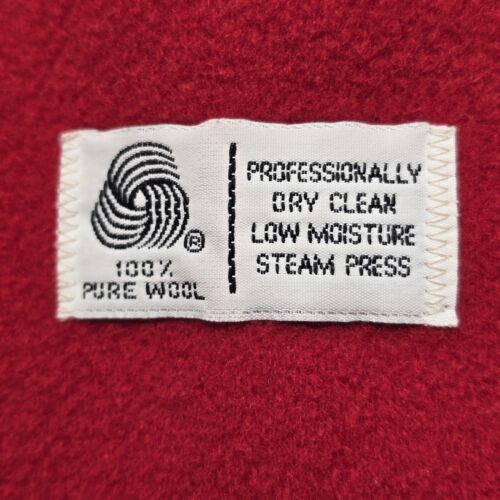 ®
100%
PURE WOOL
PROFESSIONALLY
DRY CLEAN
LOW MOISTURE
STEAM PRESS